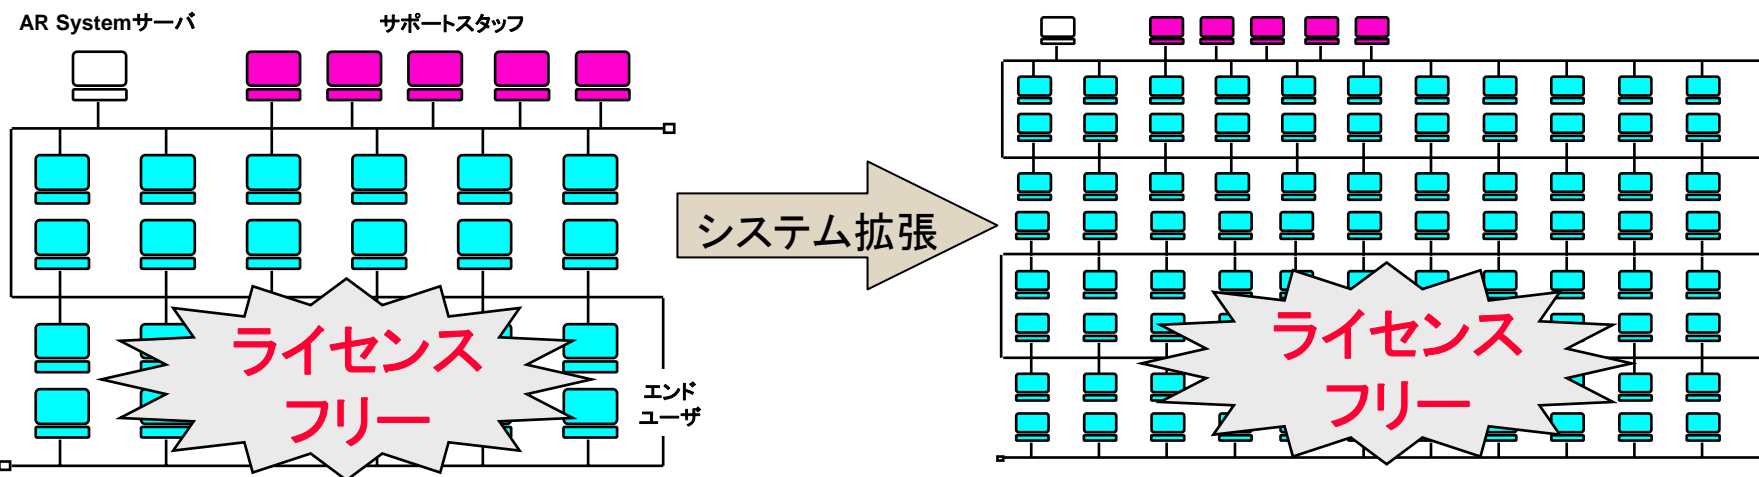 AR Systemサーバ
サポートスタッフ
システム拡張
ライセンス
フリー
エンド
ユーザ
ライセンス
フリー